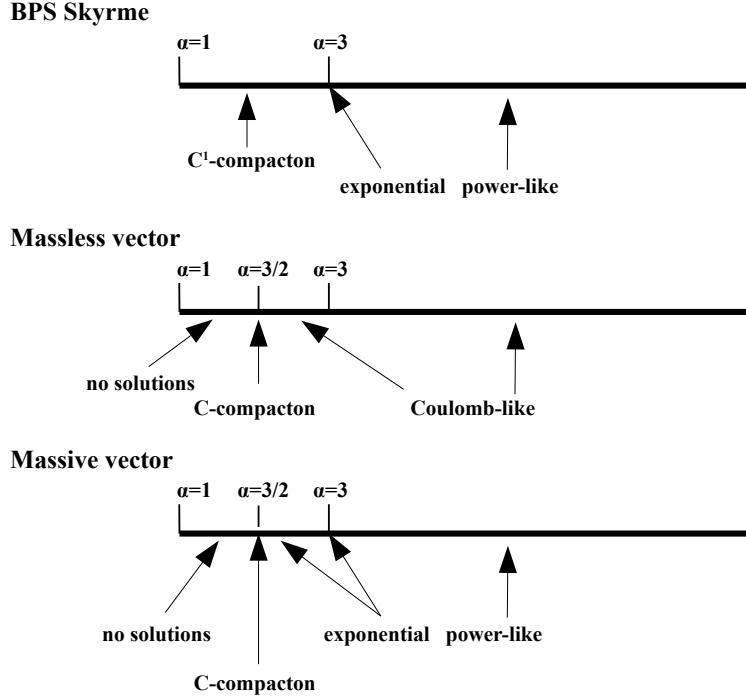 BPS Skyrme
α=1 α=3
C¹-compacton
exponential power-like
Massless vector
α=1 α=3/2 α=3
no solutions
C-compacton Coulomb-like
Massive vector
α=1 α=3/2 α=3
no solutions exponential power-like
C-compacton